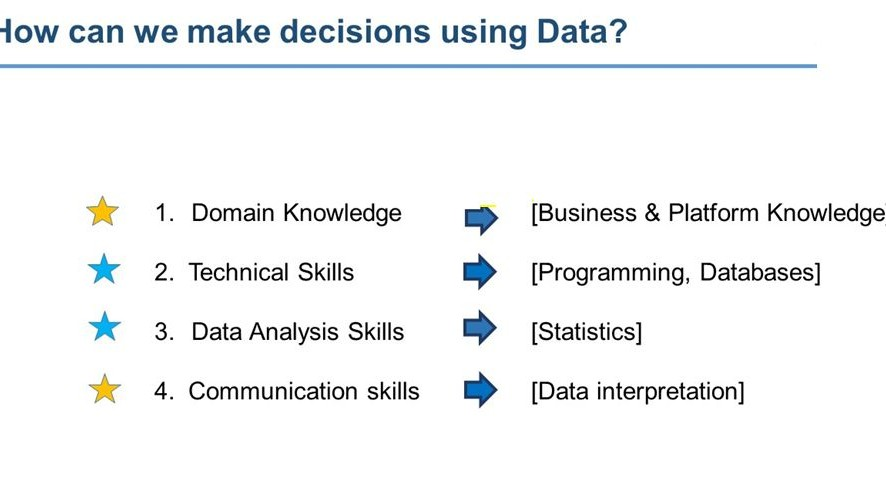 How can we make decisions using Data?
1. Domain Knowledge [Business & Platform Knowledge]
2. Technical Skills [Programming, Databases]
3. Data Analysis Skills [Statistics]
4. Communication skills [Data interpretation]